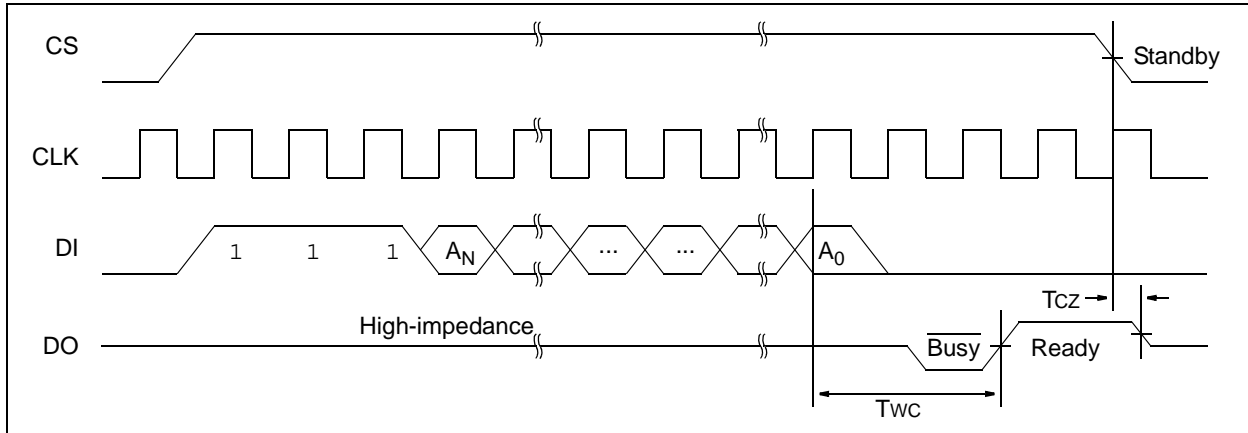 CS
Standby
CLK
DI
1 1 1 A_N ... ... A_0
TCZ
High-impedance
DO
Busy
Ready
TWC